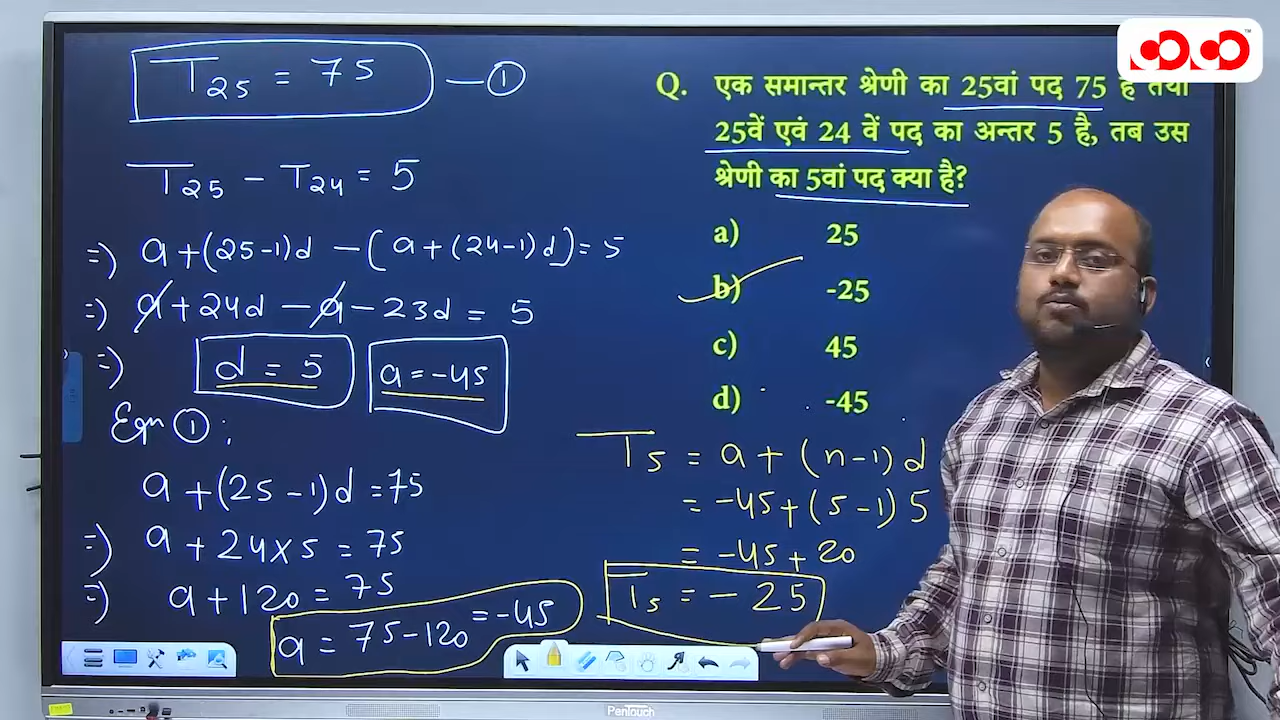 T25 = 75 — ①
T25 - T24 = 5
=) a+(25-1)d -[a+(24-1)d]=5
=) a+24d-a-23d = 5
=) d = 5 a=-45
Eqn ①:
a+(25-1)d=75
=) a+24×5=75
=) a+120=75
a = 75-120 =-45
Q. एक समान्तर श्रेणी का 25वां पद 75 है तथा
25वें एवं 24 वें पद का अन्तर 5 है, तब उस
श्रेणी का 5वां पद क्या है?
a) 25
b) -25
c) 45
d) -45
T5 = a+(n-1)d
= -45+(5-1)5
= -45+20
T5 = -25
PenTouch